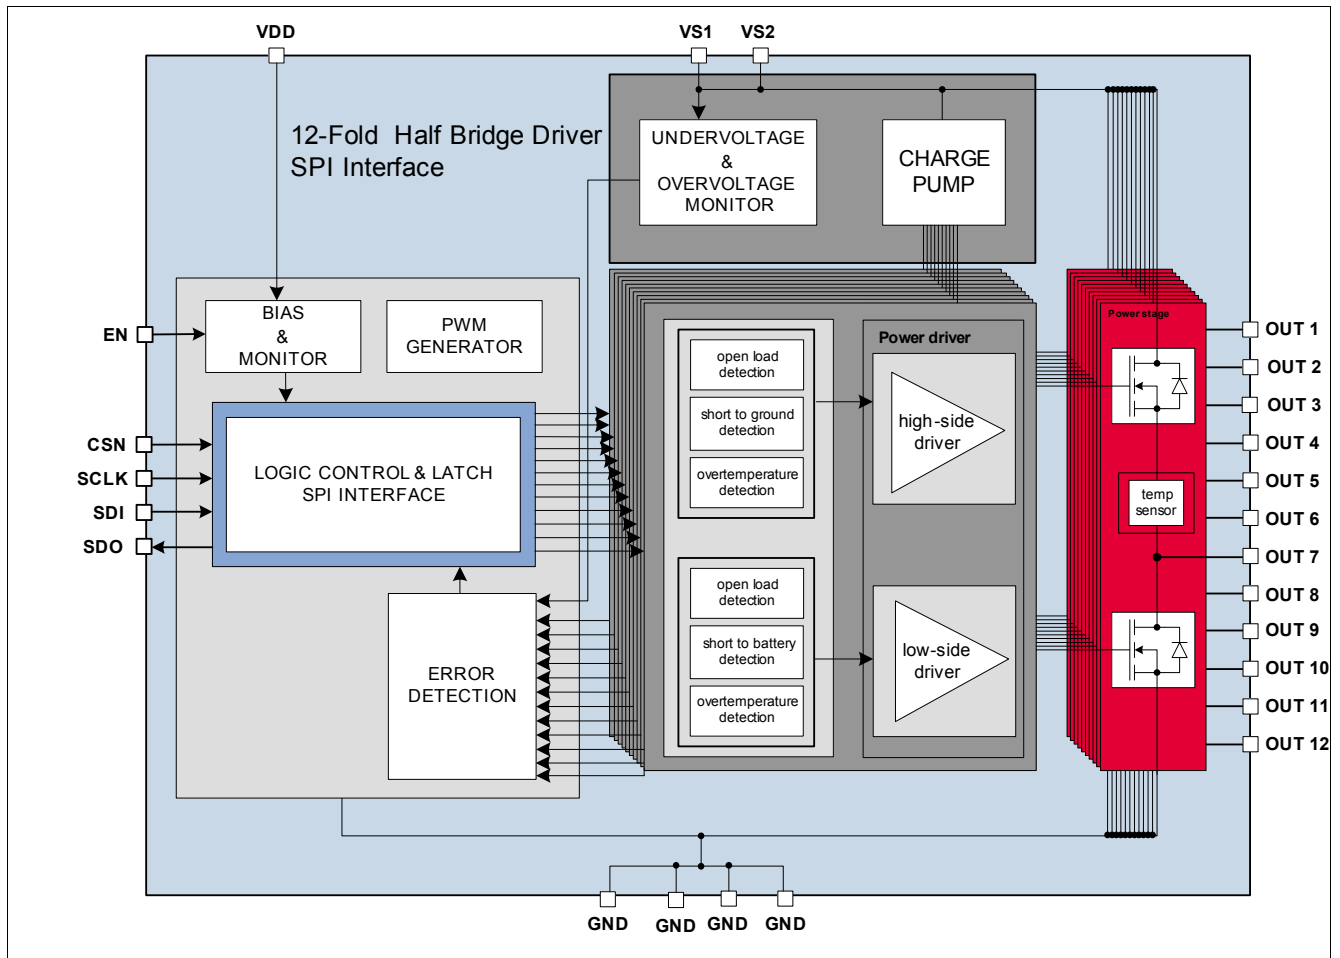 VDD
VS1
VS2
12-Fold Half Bridge Driver
SPI Interface
UNDERVOLTAGE
&
OVERVOLTAGE
MONITOR
CHARGE
PUMP
EN
BIAS
&
MONITOR
PWM
GENERATOR
CSN
SCLK
SDI
SDO
LOGIC CONTROL & LATCH
SPI INTERFACE
ERROR
DETECTION
open load
detection
short to ground
detection
overtemperature
detection
open load
detection
short to battery
detection
overtemperature
detection
Power driver
high-side
driver
low-side
driver
Power stage
temp
sensor
OUT 1
OUT 2
OUT 3
OUT 4
OUT 5
OUT 6
OUT 7
OUT 8
OUT 9
OUT 10
OUT 11
OUT 12
GND
GND
GND
GND